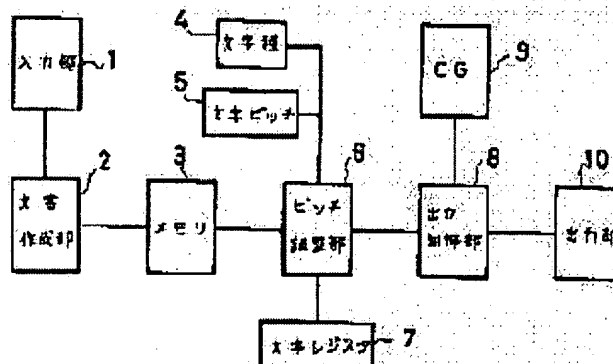 入力部
1
文書
作成部
2
メモリ
3
文字種
4
文字ピッチ
5
ピッチ
調整部
6
文字レジスタ
7
出力
制御部
8
CG
9
出力部
10